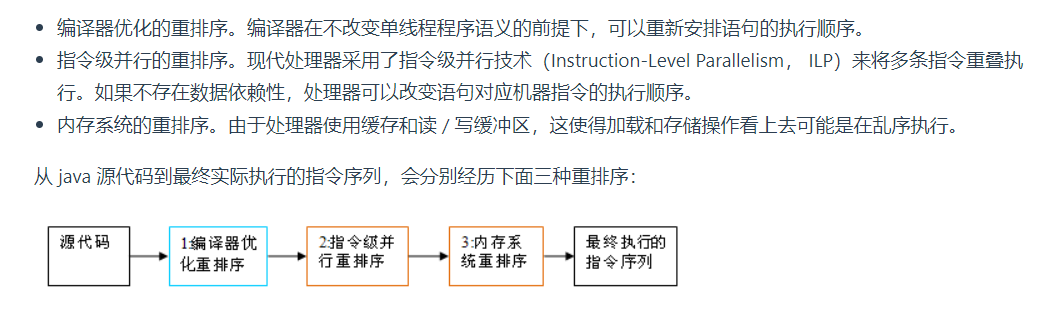 编译器优化的重排序。编译器在不改变单线程程序语义的前提下，可以重新安排语句的执行顺序。
指令级并行的重排序。现代处理器采用了指令级并行技术（Instruction-Level Parallelism， ILP）来将多条指令重叠执
行。如果不存在数据依赖性，处理器可以改变语句对应机器指令的执行顺序。
内存系统的重排序。由于处理器使用缓存和读 / 写缓冲区，这使得加载和存储操作看上去可能是在乱序执行。
从 java 源代码到最终实际执行的指令序列，会分别经历下面三种重排序：
源代码
1:编译器优
化重排序
2:指令级并
行重排序
3:内存系
统重排序
最终执行的
指令序列